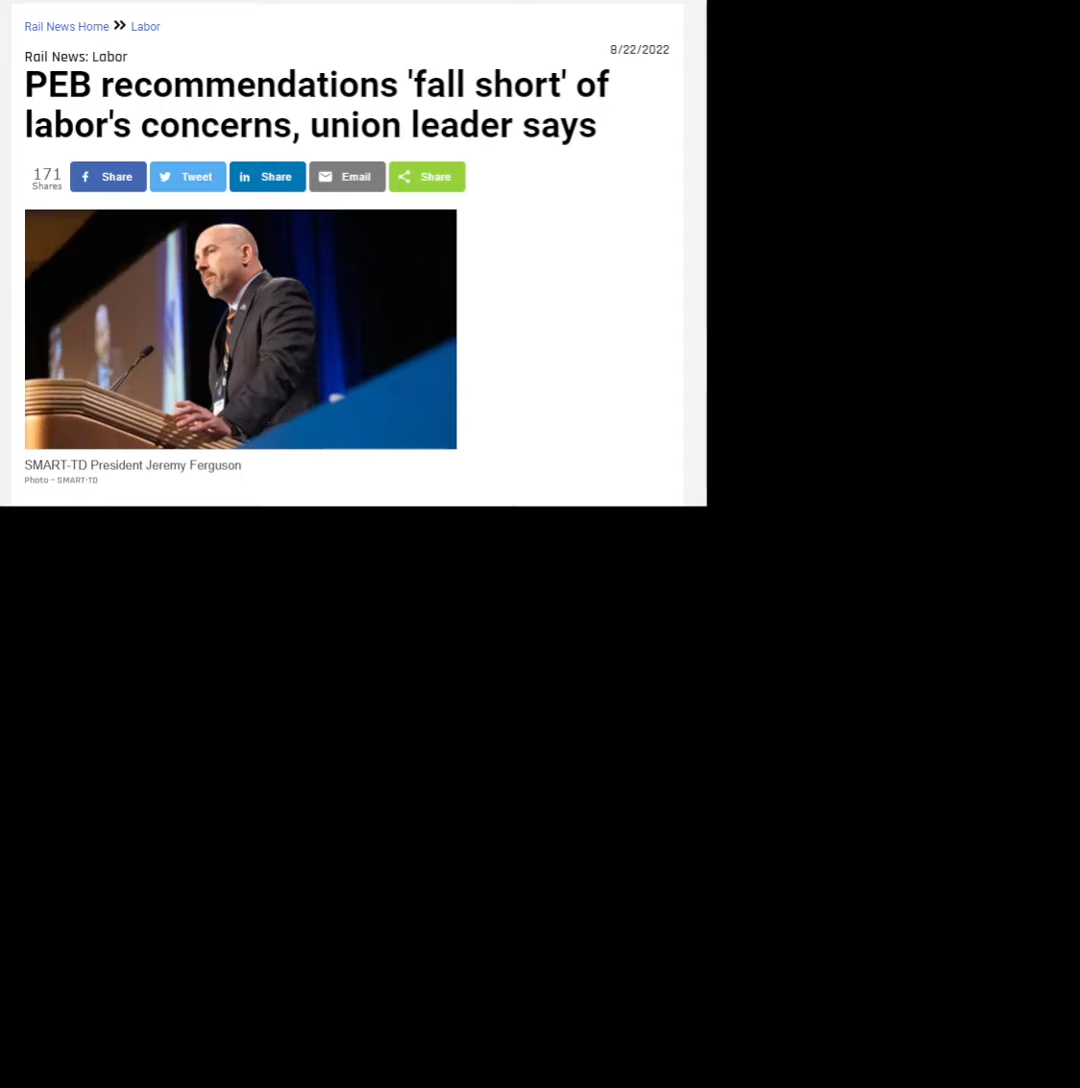 Rail News Home » Labor
8/22/2022
Rail News: Labor
PEB recommendations 'fall short' of
labor's concerns, union leader says
171
Shares
Share
Tweet
Share
Email
Share
SMART-TD President Jeremy Ferguson
Photo – SMART-TD